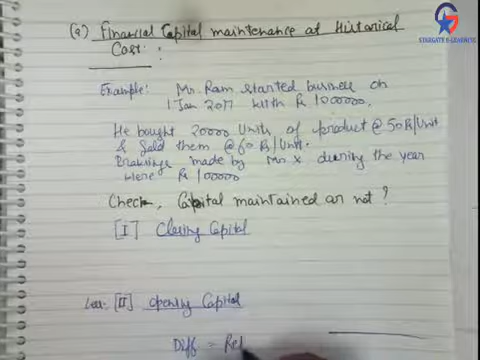 (a) Financial Capital maintenance at Historical
Cost :
STARGATE E-LEARNING
Example: Mr. Ram started business on
1 Jan 2017 with Rs 1000000.
He bought 20000 Units of product @ 50 Rs/Unit
& sold them @ 60 Rs/Unit.
Drawings made by Mr X during the year
were Rs 100000
Check, Capital maintained or not ?
[I] Closing Capital
Less: [II] Opening Capital
Diff = Ret